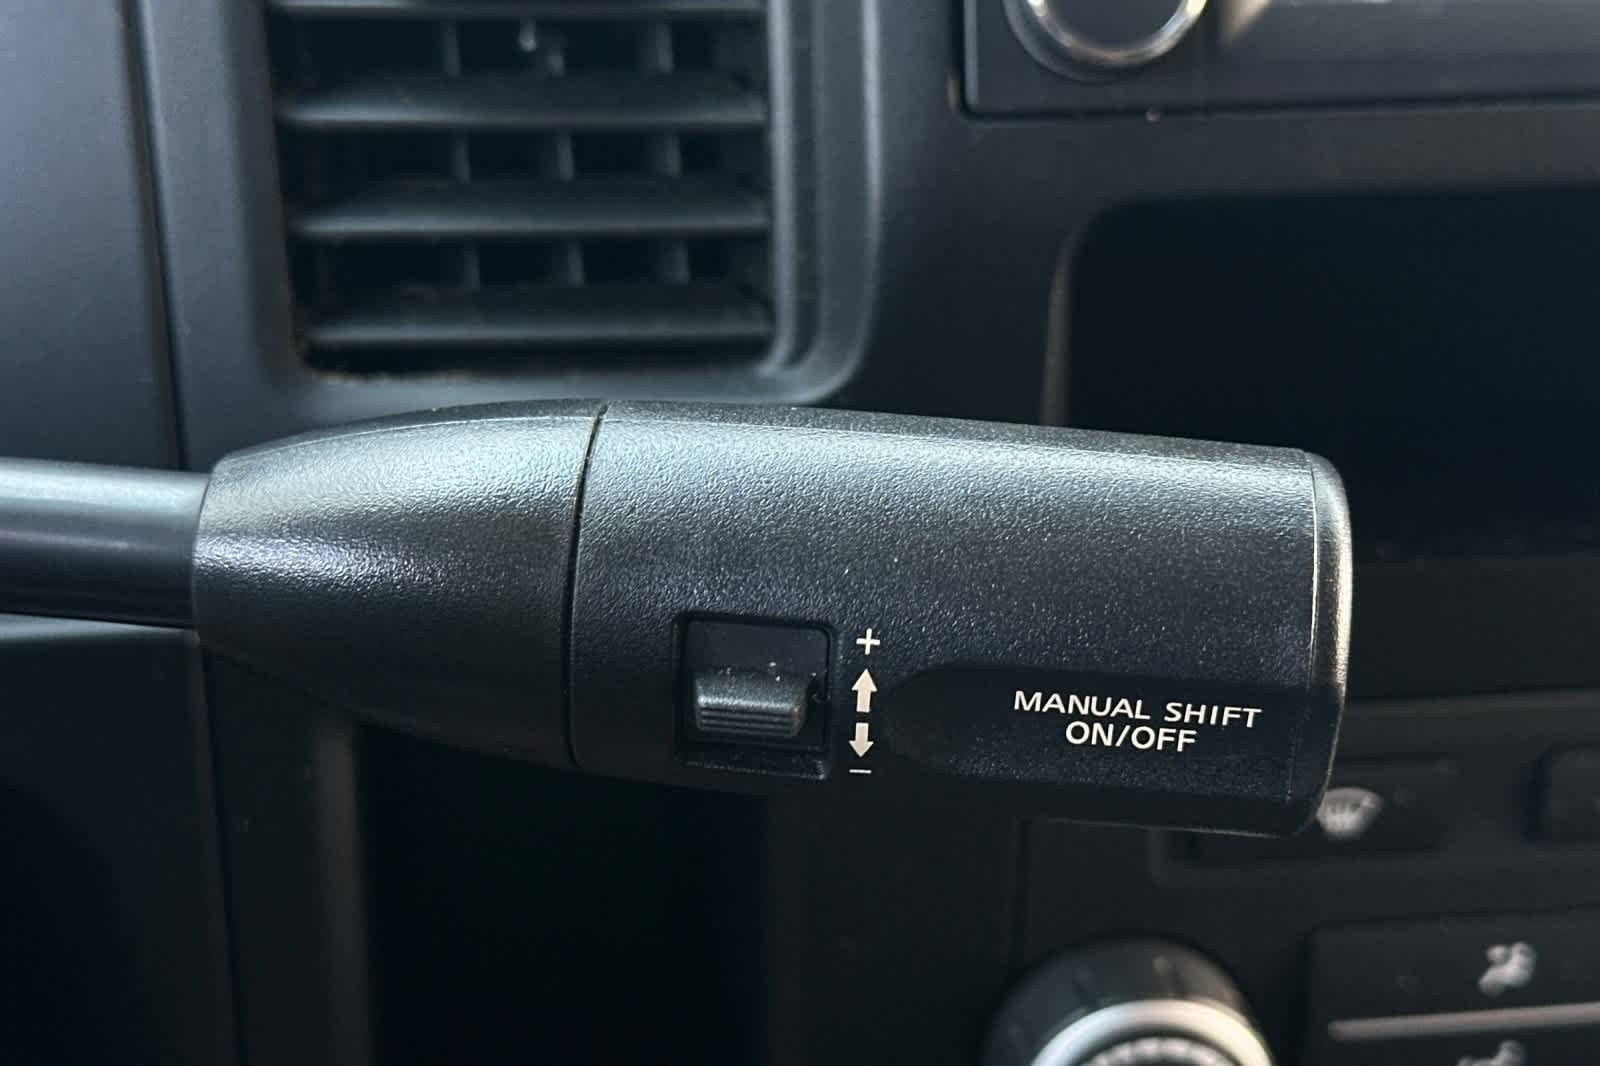 +
–
MANUAL SHIFT
ON/OFF